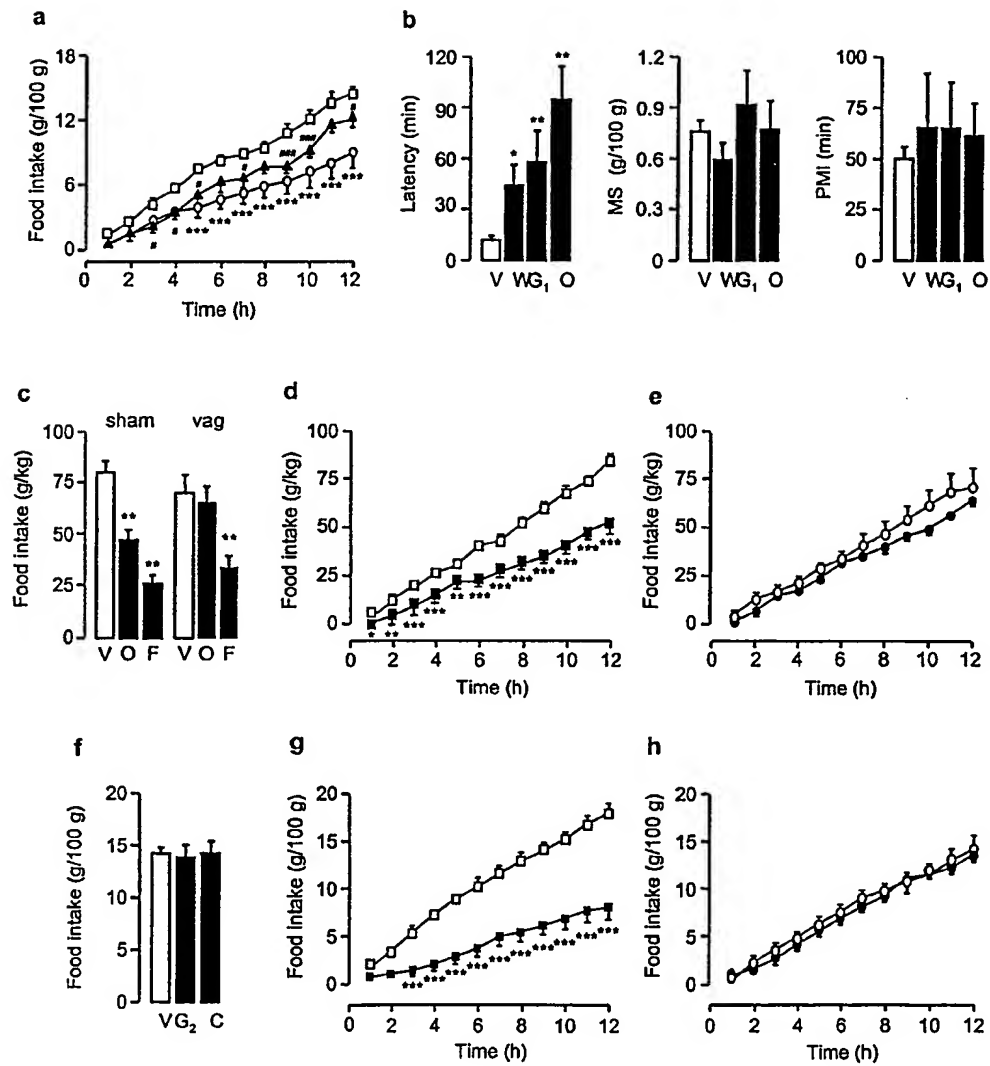 a
Food intake (g/100 g)
18
12
6
0
# # # # ### ### #
*** *** *** *** *** *** *** ***
0 2 4 6 8 10 12
Time (h)
b
Latency (min)
120
90
60
30
0
* ** **
V W G₁ O
MS (g/100 g)
1.2
0.9
0.6
0.3
0
V W G₁ O
PMI (min)
100
75
50
25
0
V W G₁ O
c
sham vag
Food intake (g/kg)
100
75
50
25
0
** ** **
V O F V O F
d
Food intake (g/kg)
100
75
50
25
0
* ** *** *** ** *** *** *** *** *** *** ***
0 2 4 6 8 10 12
Time (h)
e
Food intake (g/kg)
100
75
50
25
0
0 2 4 6 8 10 12
Time (h)
f
Food intake (g/100 g)
20
15
10
5
0
V G₂ C
g
Food intake (g/100 g)
20
15
10
5
0
*** *** *** *** *** *** *** *** *** ***
0 2 4 6 8 10 12
Time (h)
h
Food intake (g/100 g)
20
15
10
5
0
0 2 4 6 8 10 12
Time (h)